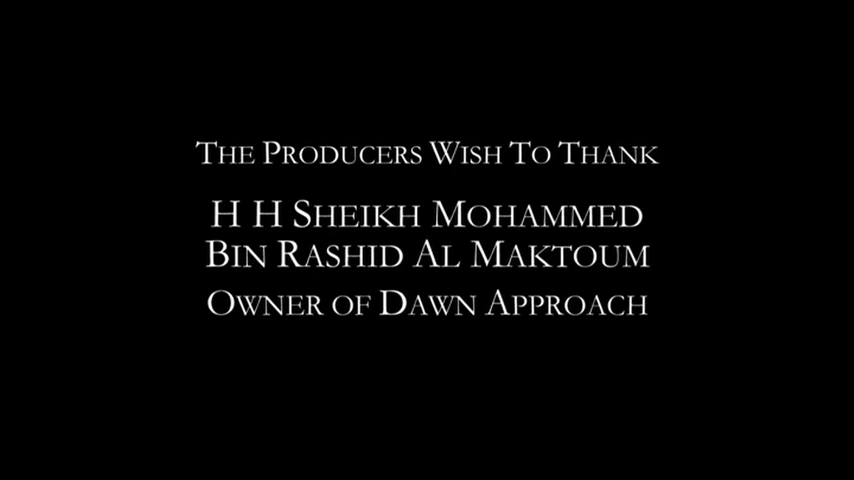 The Producers Wish To Thank
H H Sheikh Mohammed
Bin Rashid Al Maktoum
Owner of Dawn Approach